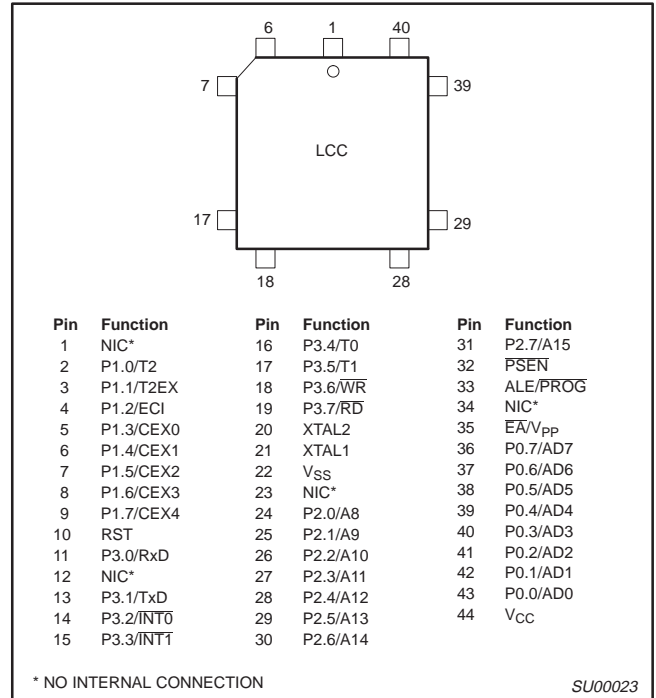 6 1 40
7 39
LCC
17 29
18 28
Pin Function Pin Function Pin Function
1 NIC* 16 P3.4/T0 31 P2.7/A15
2 P1.0/T2 17 P3.5/T1 32 PSEN
3 P1.1/T2EX 18 P3.6/WR 33 ALE/PROG
4 P1.2/ECI 19 P3.7/RD 34 NIC*
5 P1.3/CEX0 20 XTAL2 35 EA/VPP
6 P1.4/CEX1 21 XTAL1 36 P0.7/AD7
7 P1.5/CEX2 22 VSS 37 P0.6/AD6
8 P1.6/CEX3 23 NIC* 38 P0.5/AD5
9 P1.7/CEX4 24 P2.0/A8 39 P0.4/AD4
10 RST 25 P2.1/A9 40 P0.3/AD3
11 P3.0/RxD 26 P2.2/A10 41 P0.2/AD2
12 NIC* 27 P2.3/A11 42 P0.1/AD1
13 P3.1/TxD 28 P2.4/A12 43 P0.0/AD0
14 P3.2/INT0 29 P2.5/A13 44 VCC
15 P3.3/INT1 30 P2.6/A14
* NO INTERNAL CONNECTION SU00023